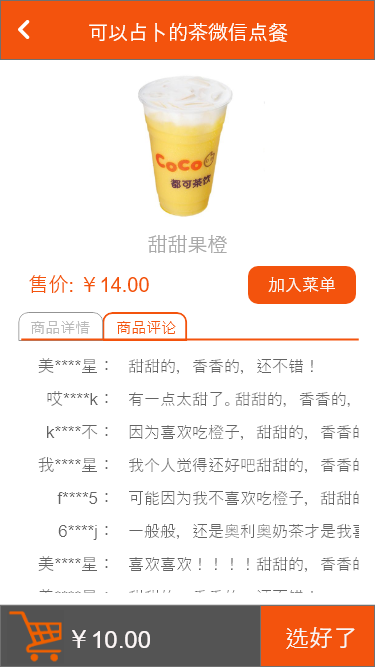 可以占卜的茶微信点餐
CoCo
都可茶饮
甜甜果橙
售价: ￥14.00
加入菜单
商品详情
商品评论
美****星： 甜甜的，香香的，还不错！
哎****k： 有一点太甜了。甜甜的，香香的，
k****不： 因为喜欢吃橙子，甜甜的，香香的
我****星： 我个人觉得还好吧甜甜的，香香的
f****5： 可能因为我不喜欢吃橙子，甜甜的
6****j： 一般般，还是奥利奥奶茶才是我喜
美****星： 喜欢喜欢！！！！甜甜的，香香的
￥10.00
选好了